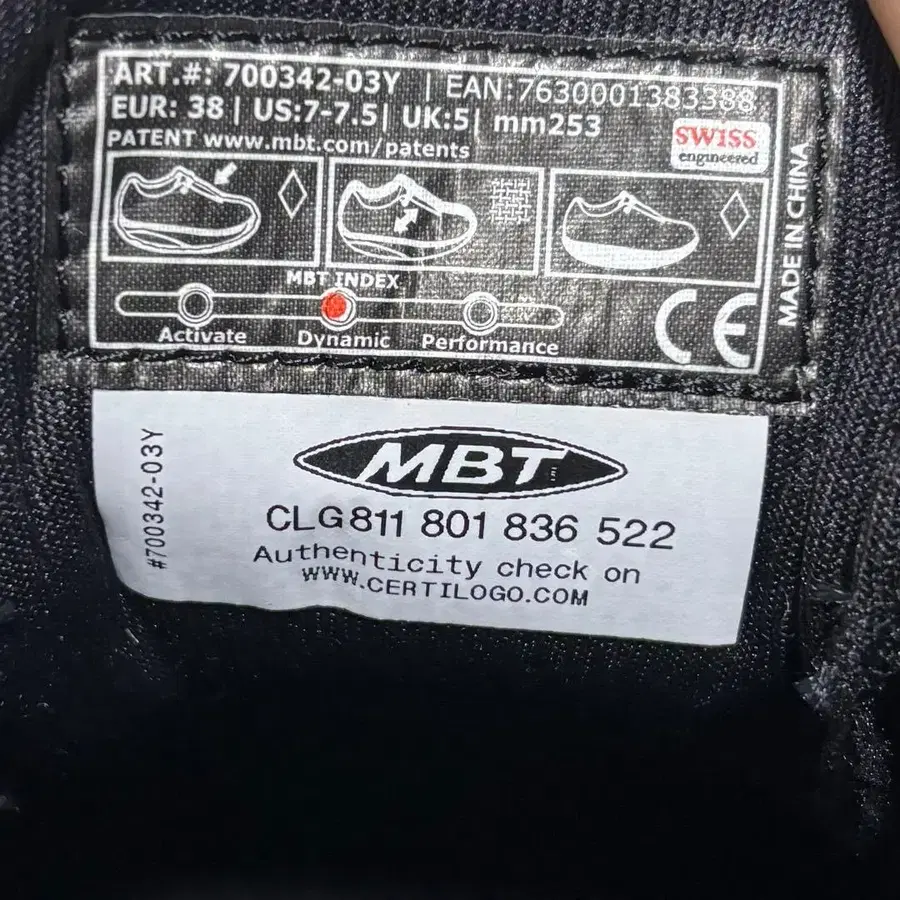 ART.#: 700342-03Y | EAN:7630001383388
EUR: 38 | US:7-7.5 | UK:5 | mm253
PATENT www.mbt.com/patents
SWISS
engineered
MADE IN CHINA
MBT INDEX
Activate Dynamic Performance
CE
#700342-03Y
MBT
CLG811 801 836 522
Authenticity check on
WWW.CERTILOGO.COM